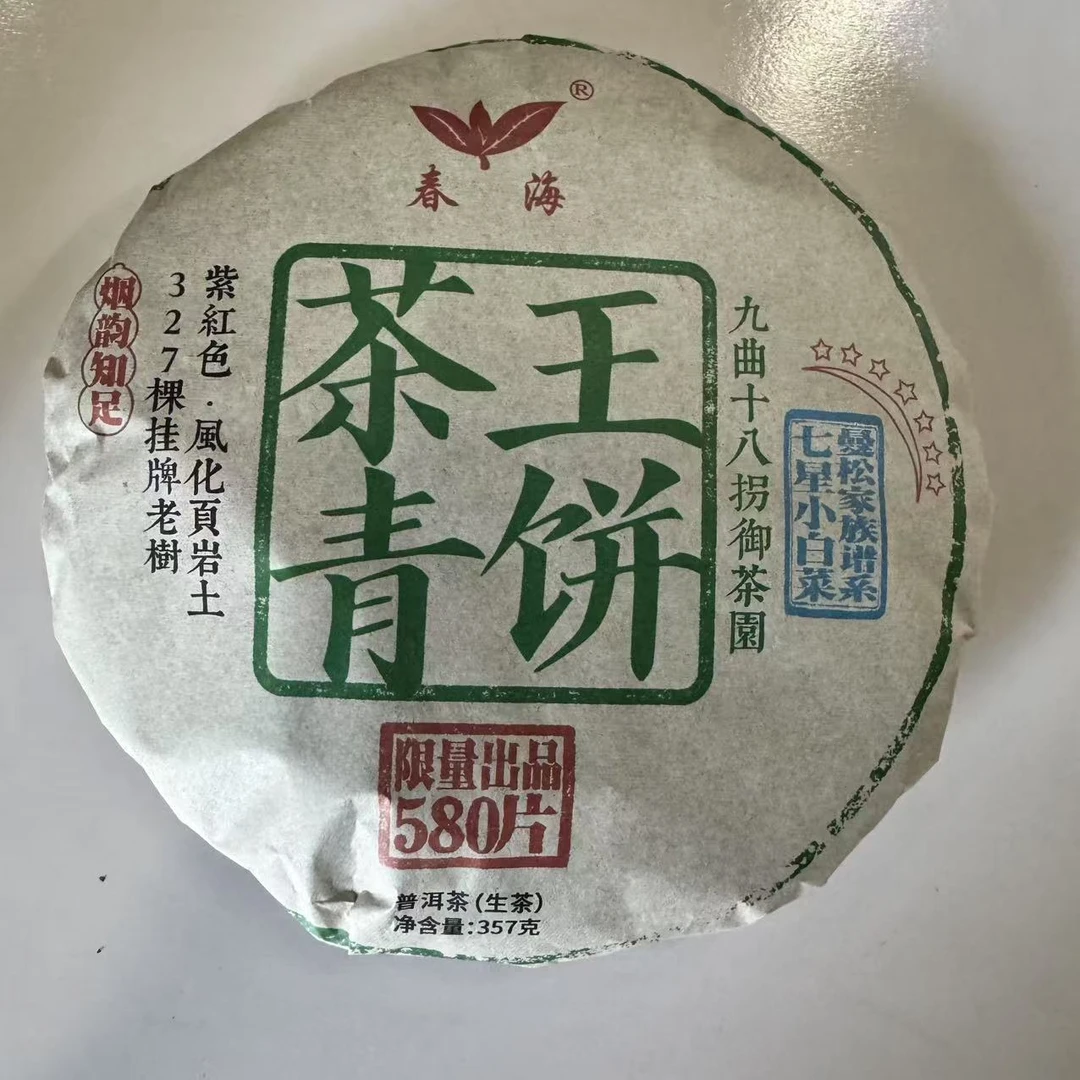 ®
春海
王饼
茶青
九曲十八拐御茶園
曼松家族谱系
七星小白菜
紫紅色·風化頁岩土
327棵挂牌老樹
烟韵知足
限量出品
580片
普洱茶(生茶)
净含量:357克